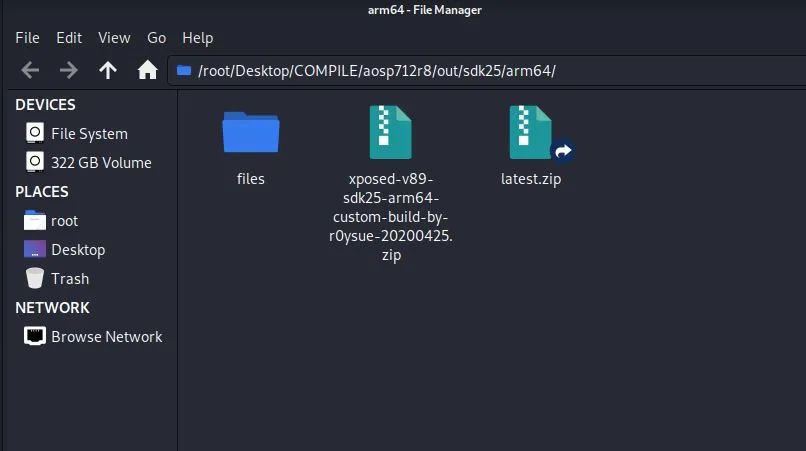 arm64 - File Manager
File Edit View Go Help
/root/Desktop/COMPILE/aosp712r8/out/sdk25/arm64/
DEVICES
File System
322 GB Volume
PLACES
root
Desktop
Trash
NETWORK
Browse Network
files
xposed-v89-
sdk25-arm64-
custom-build-by-
r0ysue-20200425.
zip
latest.zip